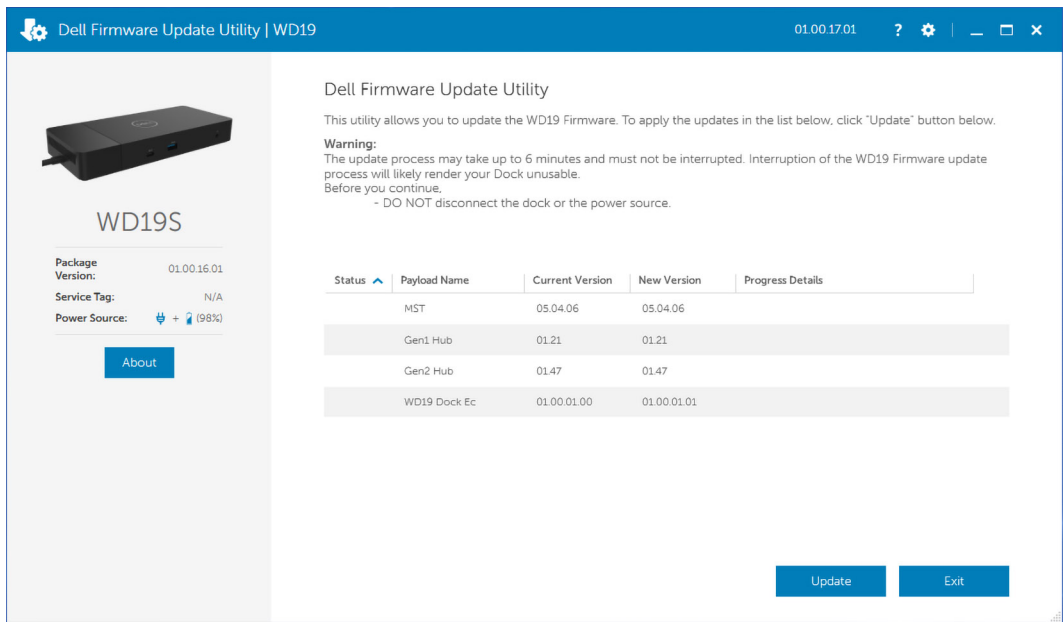 Dell Firmware Update Utility | WD19
01.00.17.01
?
WD19S
Package
Version:
01.00.16.01
Service Tag: N/A
Power Source: + (98%)
About
Dell Firmware Update Utility
This utility allows you to update the WD19 Firmware. To apply the updates in the list below, click "Update" button below.
Warning:
The update process may take up to 6 minutes and must not be interrupted. Interruption of the WD19 Firmware update
process will likely render your Dock unusable.
Before you continue,
- DO NOT disconnect the dock or the power source.
Status Payload Name Current Version New Version Progress Details
MST 05.04.06 05.04.06
Gen1 Hub 01.21 01.21
Gen2 Hub 01.47 01.47
WD19 Dock Ec 01.00.01.00 01.00.01.01
Update Exit